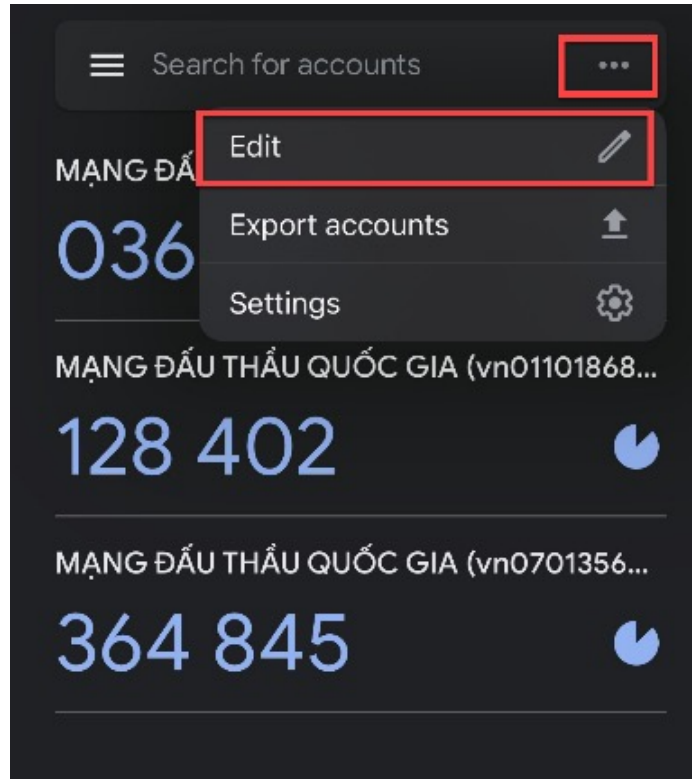 Search for accounts
Edit
MẠNG ĐẤ
036
Export accounts
Settings
MẠNG ĐẤU THẦU QUỐC GIA (vn01101868...
128 402
MẠNG ĐẤU THẦU QUỐC GIA (vn0701356...
364 845